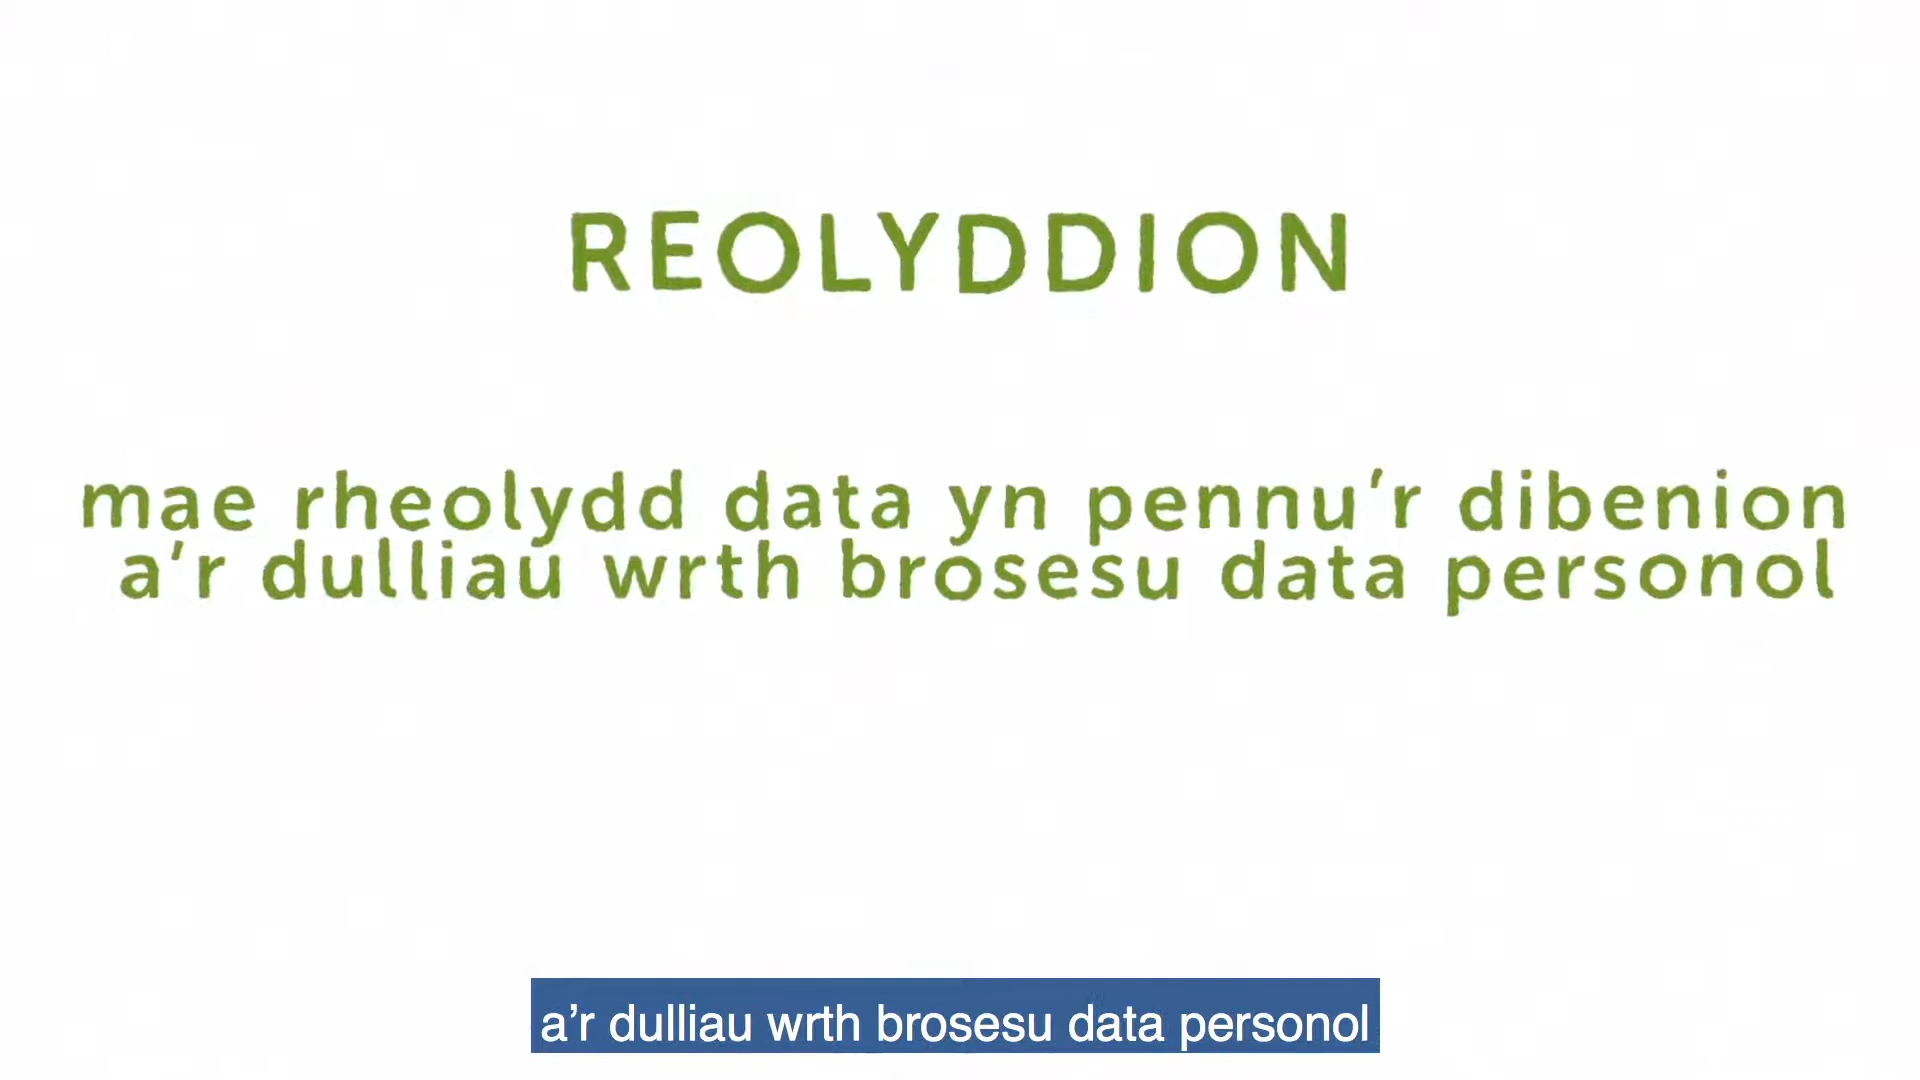 REOLYDDION
mae rheolydd data yn pennu’r dibenion
a’r dulliau wrth brosesu data personol
a’r dulliau wrth brosesu data personol